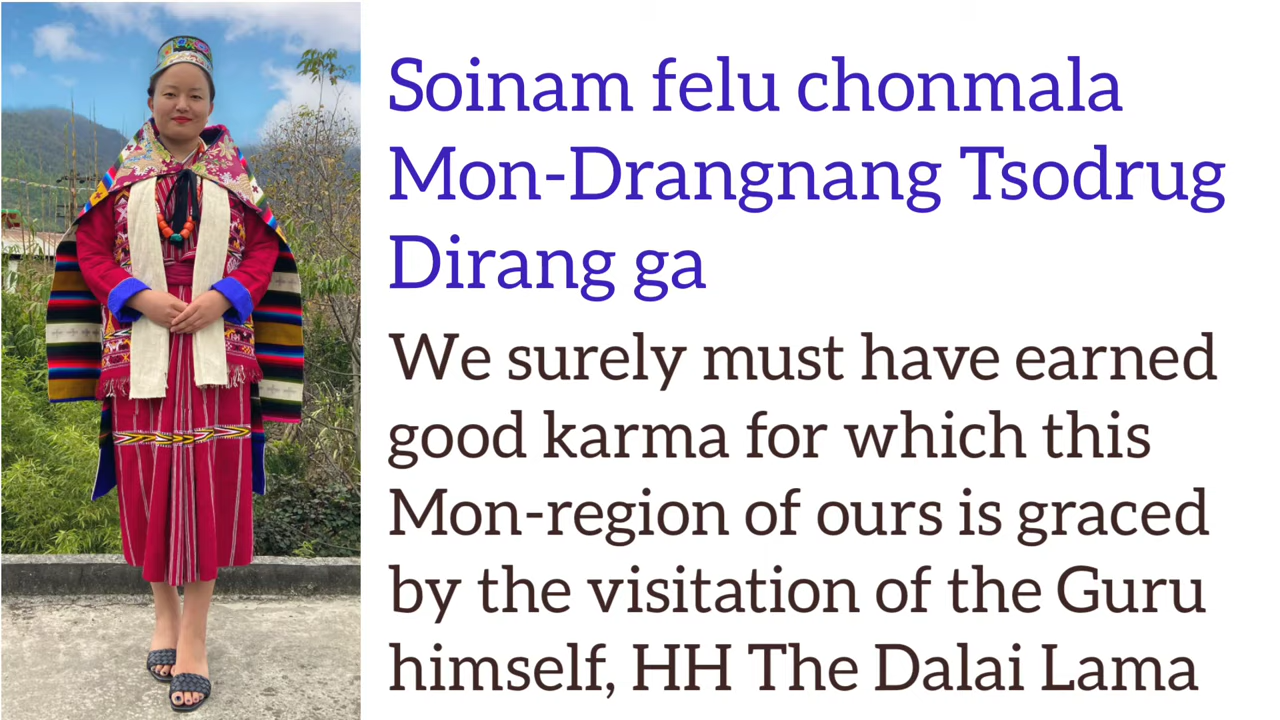 Soinam felu chonmala
Mon-Drangnang Tsodrug
Dirang ga
We surely must have earned
good karma for which this
Mon-region of ours is graced
by the visitation of the Guru
himself, HH The Dalai Lama